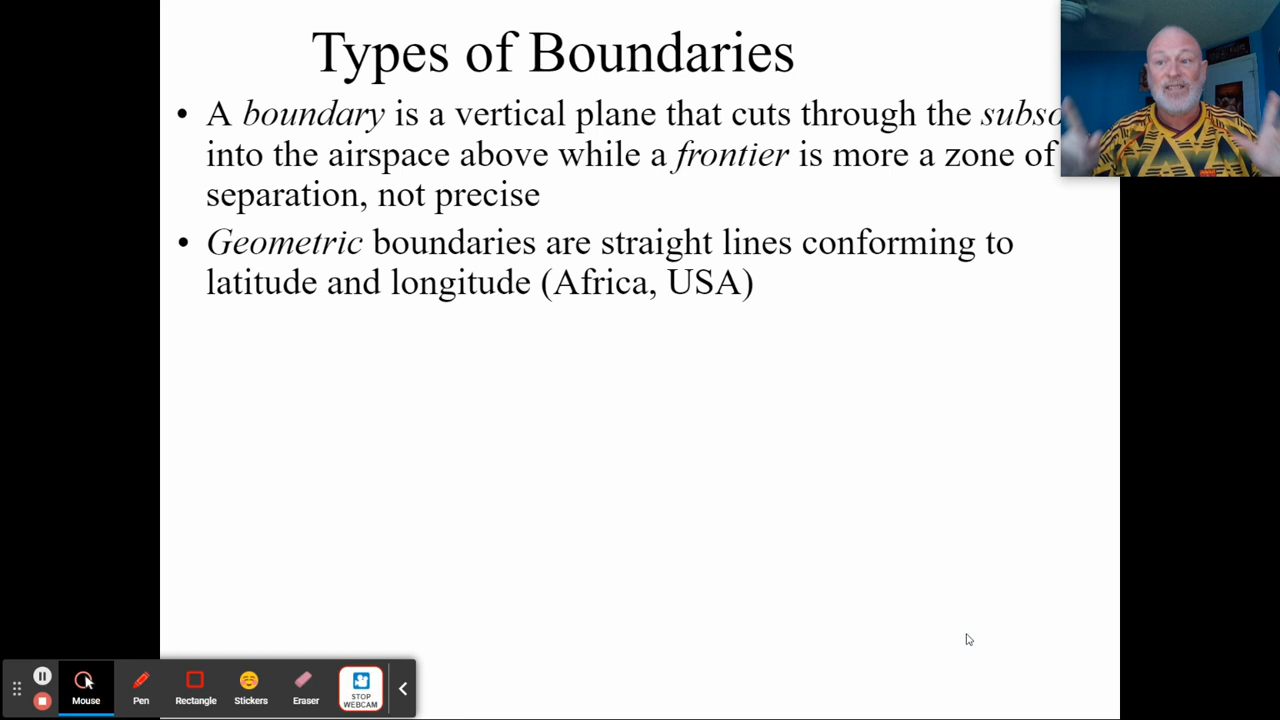 Types of Boundaries
• A boundary is a vertical plane that cuts through the
into the airspace above while a frontier is more a zone of
separation, not precise
• Geometric boundaries are straight lines conforming to
latitude and longitude (Africa, USA)
Mouse
Pen
Rectangle
Stickers
Eraser
STOP
WEBCAM